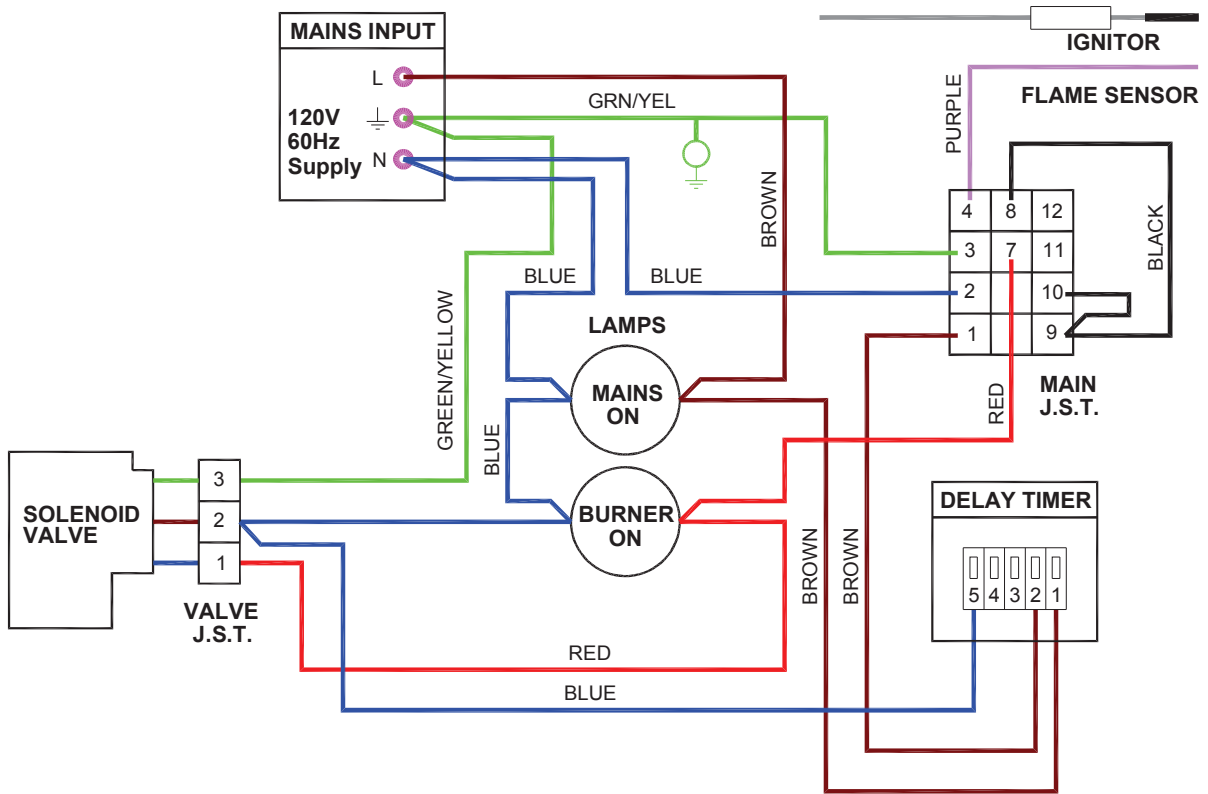 MAINS INPUT
L
120V
60Hz
Supply
N
GRN/YEL
IGNITOR
FLAME SENSOR
PURPLE
BROWN
BLACK
4 8 12
3 7 11
2 10
1 9
MAIN
J.S.T.
BLUE
BLUE
GREEN/YELLOW
LAMPS
MAINS
ON
BLUE
RED
BURNER
ON
SOLENOID
VALVE
3
2
1
VALVE
J.S.T.
BROWN
BROWN
DELAY TIMER
5 4 3 2 1
RED
BLUE